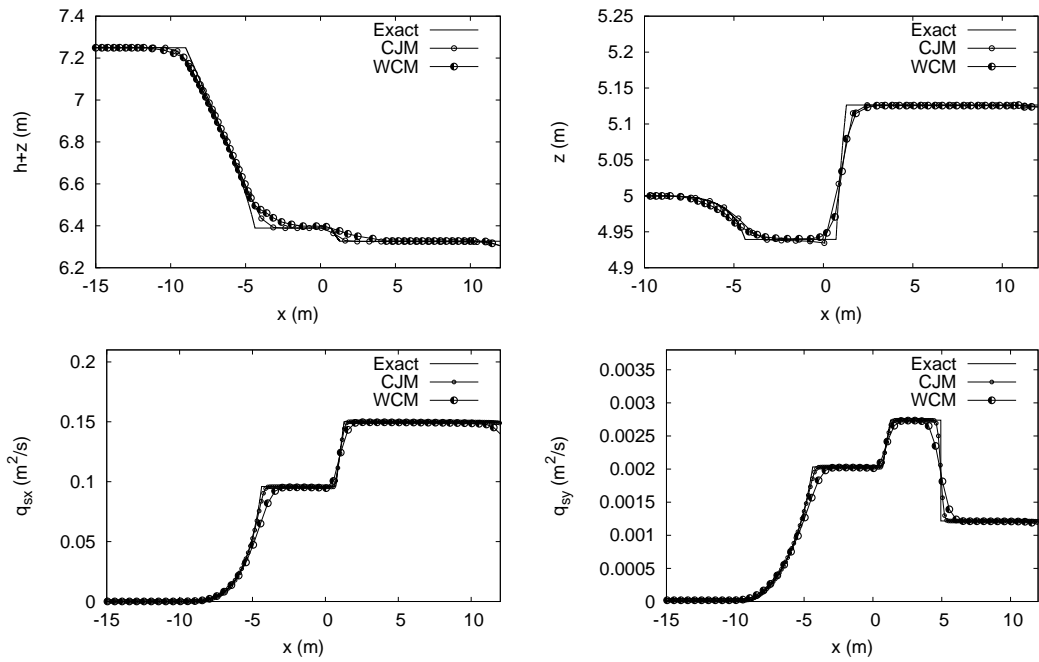 7.4
7.2
7
6.8
6.6
6.4
6.2
h+z (m)
-15 -10 -5 0 5 10
x (m)
Exact
CJM
WCM
5.25
5.2
5.15
5.1
5.05
5
4.95
4.9
z (m)
-10 -5 0 5 10
x (m)
Exact
CJM
WCM
0.2
0.15
0.1
0.05
0
q_sx (m²/s)
-15 -10 -5 0 5 10
x (m)
Exact
CJM
WCM
0.0035
0.003
0.0025
0.002
0.0015
0.001
0.0005
0
q_sy (m²/s)
-15 -10 -5 0 5 10
x (m)
Exact
CJM
WCM